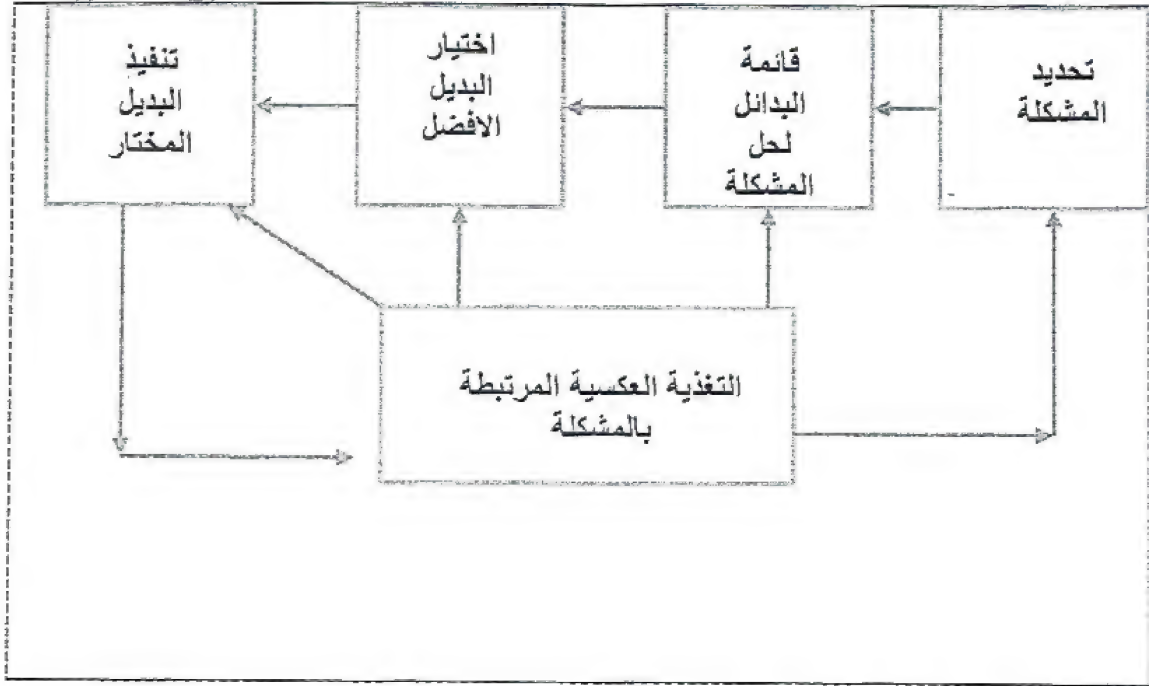 تحديد
المشكلة
قائمة
البدائل
لحل
المشكلة
اختيار
البديل
الافضل
تنفيذ
البديل
المختار
التغذية العكسية المرتبطة
بالمشكلة